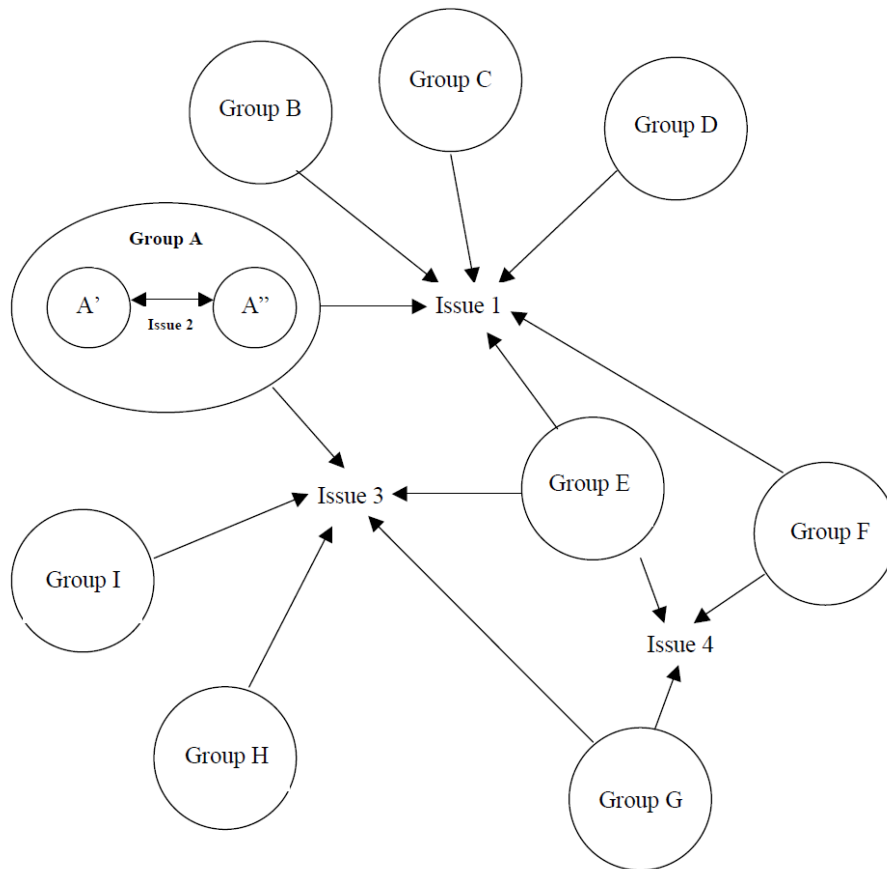 Group C
Group B
Group D
Group A
A’
A”
Issue 2
Issue 1
Group E
Issue 3
Group F
Group I
Issue 4
Group H
Group G